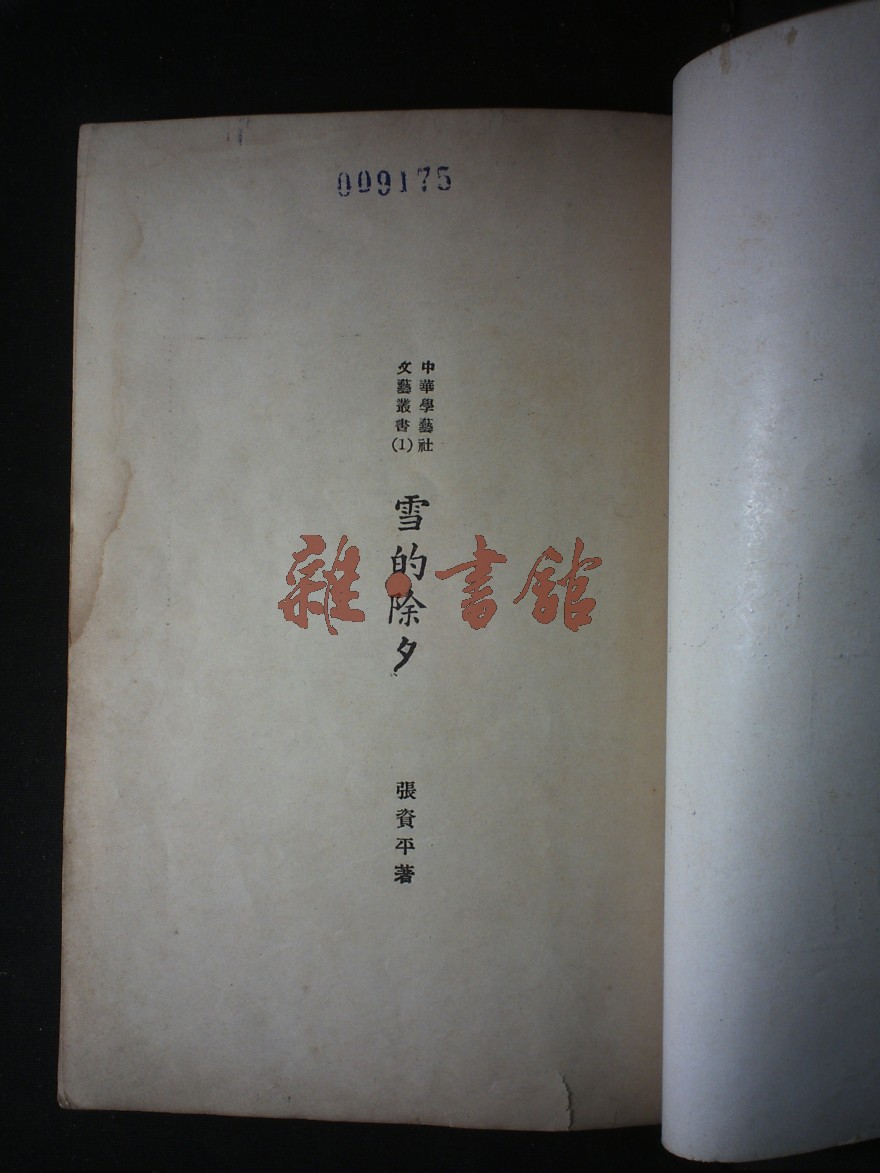 009175
中華學藝社
文藝叢書(1)
雪的除夕
雜·書館
張資平著